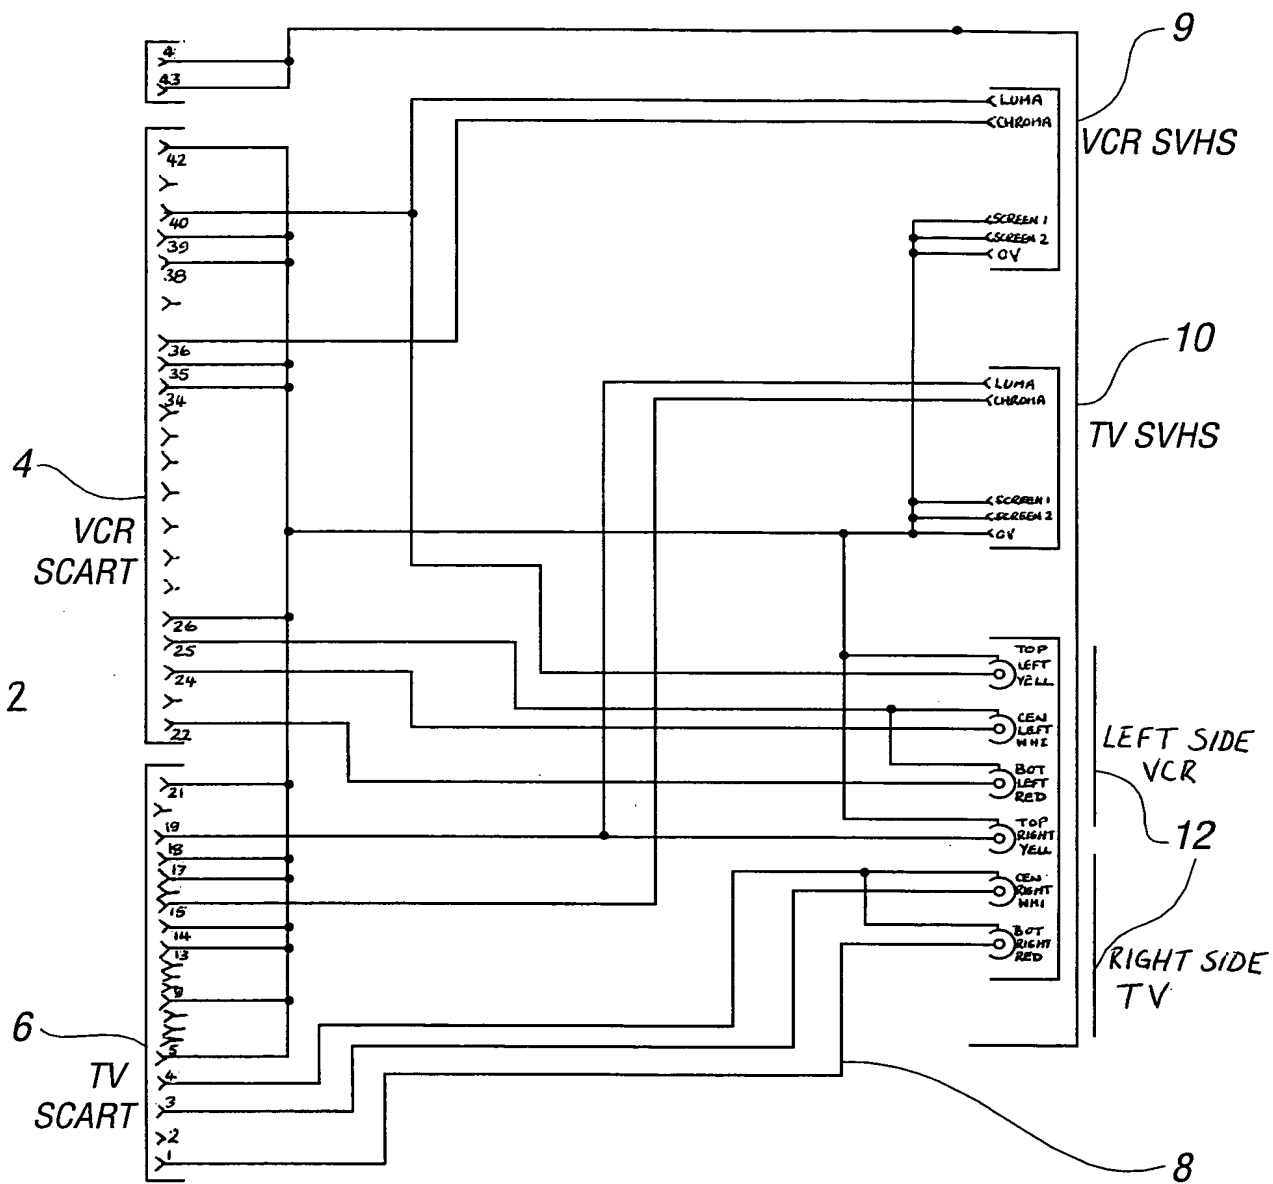 4
43
42
40
39
38
36
35
34
26
25
24
22
4
VCR
SCART
2
21
19
18
17
15
14
13
5
4
3
2
1
6
TV
SCART
9
LUMA
CHROMA
VCR SVHS
SCREEN 1
SCREEN 2
OV
10
LUMA
CHROMA
TV SVHS
SCREEN 1
SCREEN 2
OV
TOP
LEFT
YELL
CEN
LEFT
WHI
BOT
LEFT
RED
LEFT SIDE
VCR
TOP
RIGHT
YELL
12
CEN
RIGHT
WHI
BOT
RIGHT
RED
RIGHT SIDE
TV
8